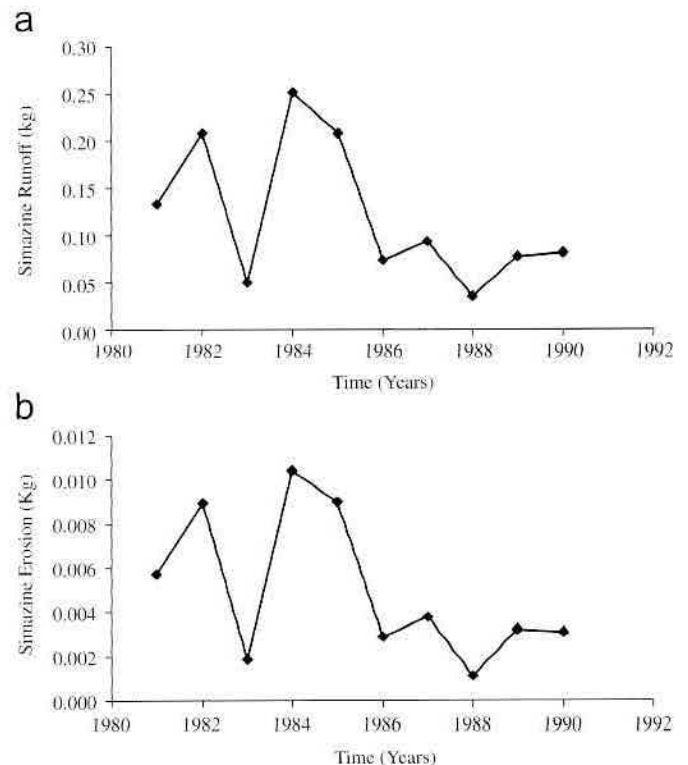 a
0.30
0.25
0.20
0.15
0.10
0.05
0.00
Simazine Runoff (kg)
1980 1982 1984 1986 1988 1990 1992
Time (Years)
b
0.012
0.010
0.008
0.006
0.004
0.002
0.000
Simazine Erosion (Kg)
1980 1982 1984 1986 1988 1990 1992
Time (Years)